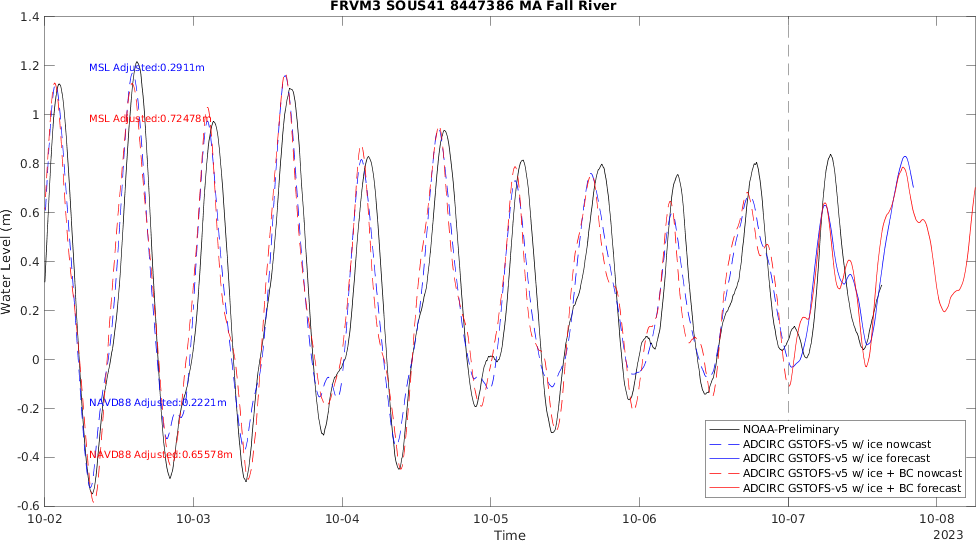 FRVM3 SOUS41 8447386 MA Fall River
1.4
1.2
1
0.8
0.6
0.4
0.2
0
-0.2
-0.4
-0.6
Water Level (m)
MSL Adjusted:0.2911m
MSL Adjusted:0.72478m
NAVD88 Adjusted:0.2221m
NAVD88 Adjusted:0.65578m
NOAA-Preliminary
ADCIRC GSTOFS-v5 w/ ice nowcast
ADCIRC GSTOFS-v5 w/ ice forecast
ADCIRC GSTOFS-v5 w/ ice + BC nowcast
ADCIRC GSTOFS-v5 w/ ice + BC forecast
10-02 10-03 10-04 10-05 10-06 10-07 10-08
Time
2023